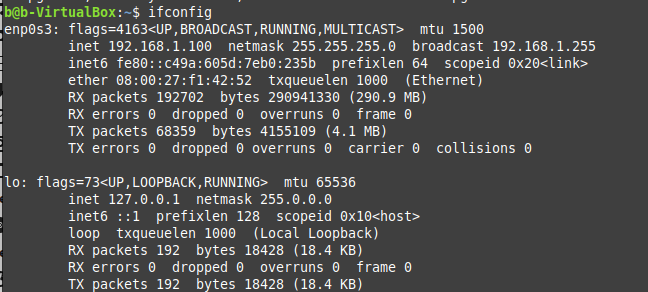 b@b-VirtualBox:~$ ifconfig
enp0s3: flags=4163<UP,BROADCAST,RUNNING,MULTICAST>  mtu 1500
        inet 192.168.1.100  netmask 255.255.255.0  broadcast 192.168.1.255
        inet6 fe80::c49a:605d:7eb0:235b  prefixlen 64  scopeid 0x20<link>
        ether 08:00:27:f1:42:52  txqueuelen 1000  (Ethernet)
        RX packets 192702  bytes 290941330 (290.9 MB)
        RX errors 0  dropped 0  overruns 0  frame 0
        TX packets 68359  bytes 4155109 (4.1 MB)
        TX errors 0  dropped 0 overruns 0  carrier 0  collisions 0

lo: flags=73<UP,LOOPBACK,RUNNING>  mtu 65536
        inet 127.0.0.1  netmask 255.0.0.0
        inet6 ::1  prefixlen 128  scopeid 0x10<host>
        loop  txqueuelen 1000  (Local Loopback)
        RX packets 192  bytes 18428 (18.4 KB)
        RX errors 0  dropped 0  overruns 0  frame 0
        TX packets 192  bytes 18428 (18.4 KB)